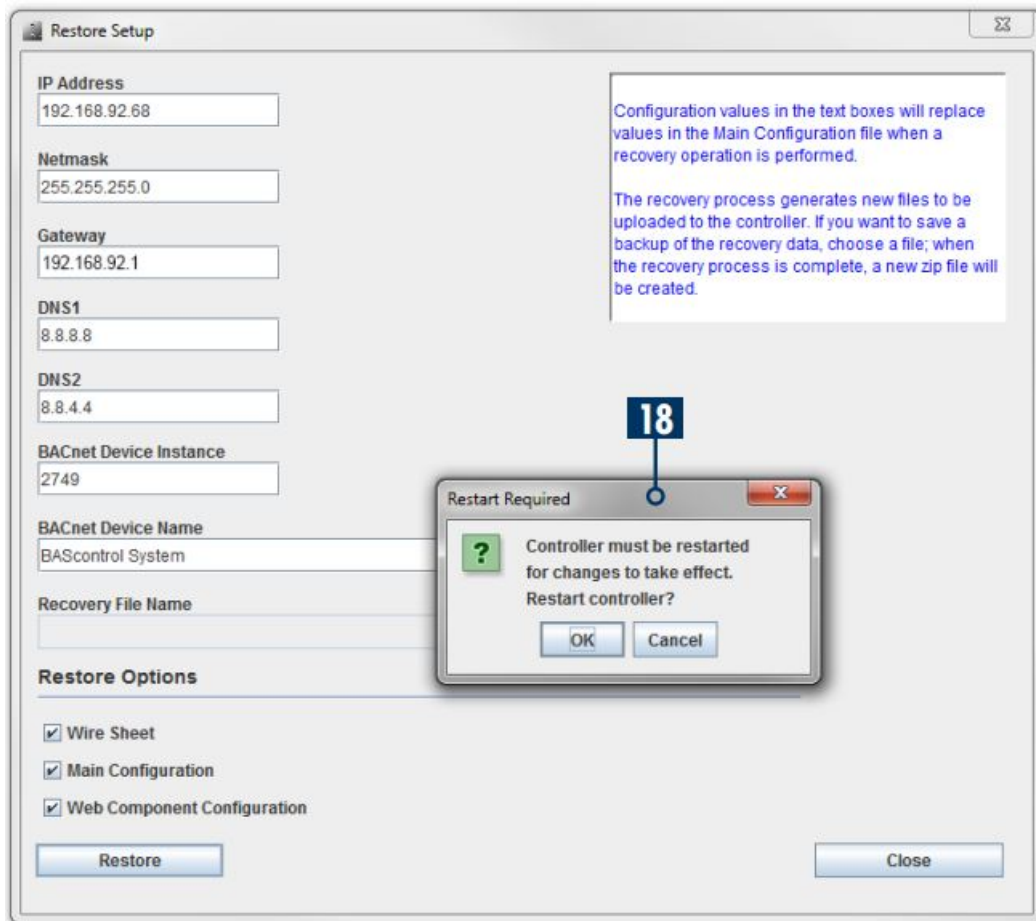 Restore Setup
IP Address
192.168.92.68
Configuration values in the text boxes will replace
values in the Main Configuration file when a
recovery operation is performed.
The recovery process generates new files to be
uploaded to the controller. If you want to save a
backup of the recovery data, choose a file; when
the recovery process is complete, a new zip file will
be created.
Netmask
255.255.255.0
Gateway
192.168.92.1
DNS1
8.8.8.8
DNS2
8.8.4.4
18
BACnet Device Instance
2749
BACnet Device Name
BAScontrol System
Recovery File Name
Restart Required
?
Controller must be restarted
for changes to take effect.
Restart controller?
OK
Cancel
Restore Options
Wire Sheet
Main Configuration
Web Component Configuration
Restore
Close